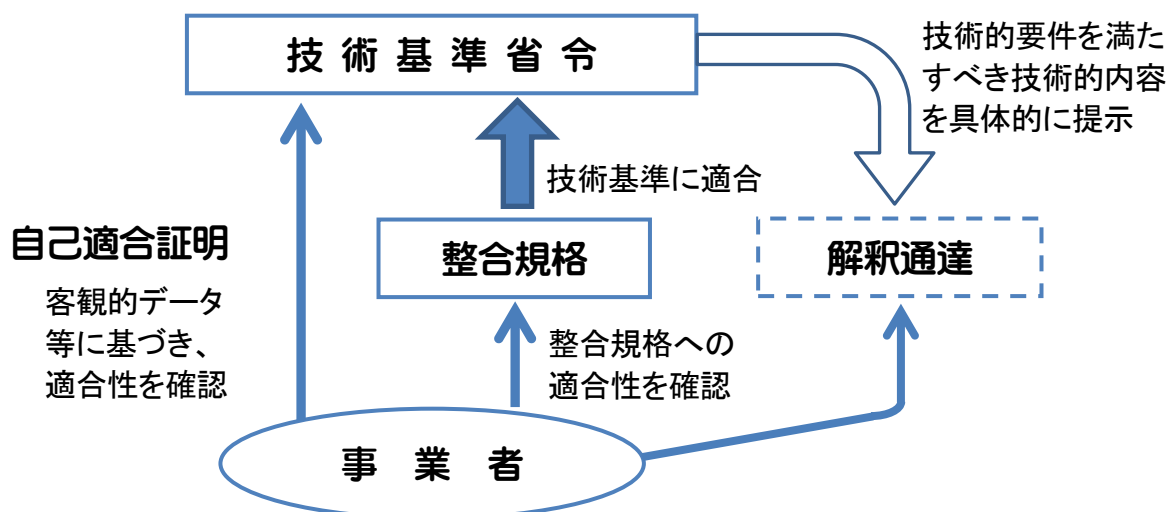 技術基準省令
技術的要件を満た
すべき技術的内容
を具体的に提示
技術基準に適合
自己適合証明
客観的データ
等に基づき、
適合性を確認
整合規格
解釈通達
整合規格への
適合性を確認
事業者